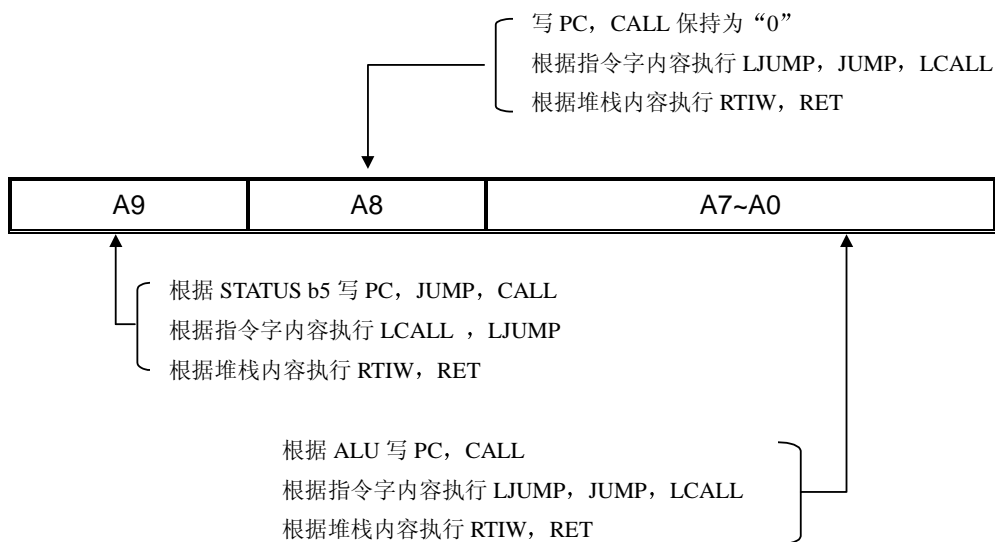 写 PC，CALL 保持为“0”
根据指令字内容执行 LJUMP，JUMP，LCALL
根据堆栈内容执行 RTIW，RET
A9 A8 A7~A0
根据 STATUS b5 写 PC，JUMP，CALL
根据指令字内容执行 LCALL ，LJUMP
根据堆栈内容执行 RTIW，RET
根据 ALU 写 PC，CALL
根据指令字内容执行 LJUMP，JUMP，LCALL
根据堆栈内容执行 RTIW，RET